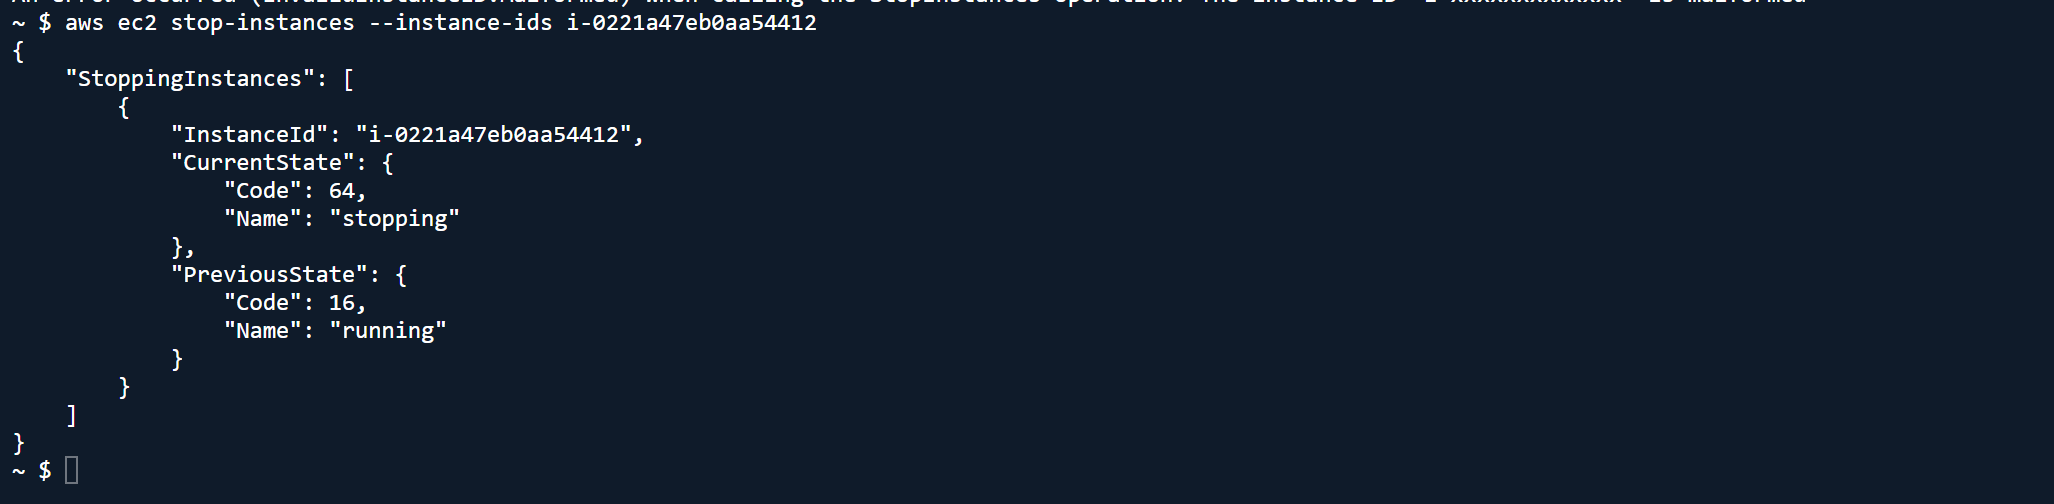 ~ $ aws ec2 stop-instances --instance-ids i-0221a47eb0aa54412
{
    "StoppingInstances": [
        {
            "InstanceId": "i-0221a47eb0aa54412",
            "CurrentState": {
                "Code": 64,
                "Name": "stopping"
            },
            "PreviousState": {
                "Code": 16,
                "Name": "running"
            }
        }
    ]
}
~ $